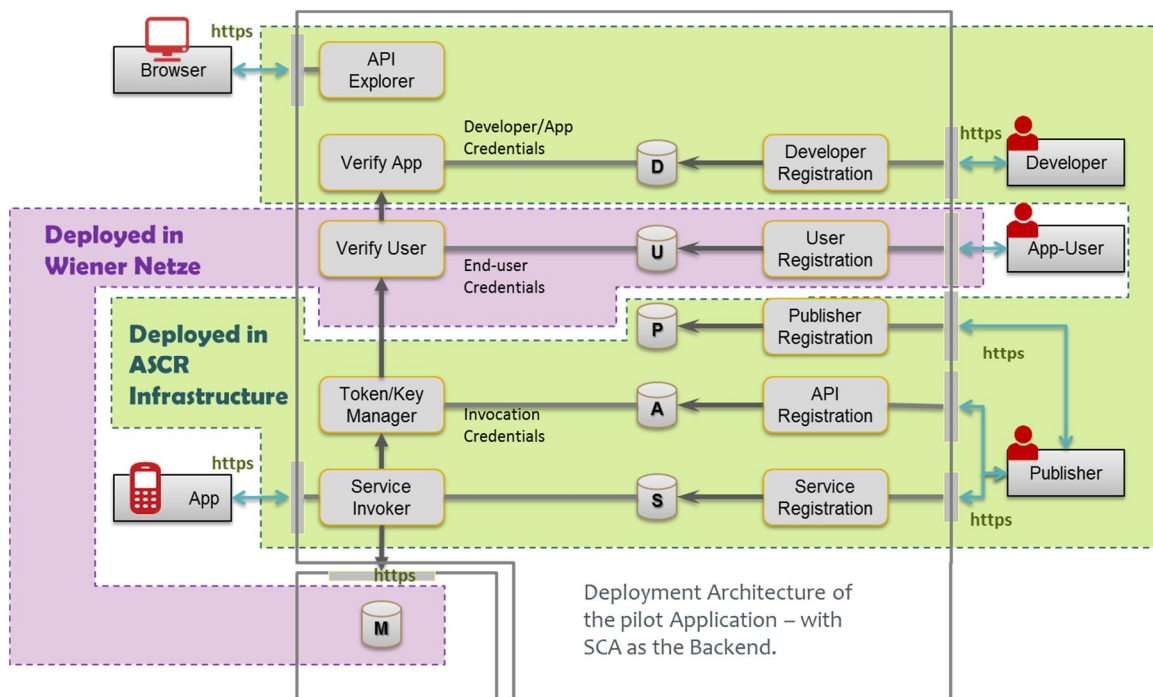 https
Browser
API
Explorer
Developer/App
Credentials
Verify App
D
Developer
Registration
https
Developer
Deployed in
Wiener Netze
Verify User
End-user
Credentials
U
User
Registration
App-User
Deployed in
ASCR
Infrastructure
P
Publisher
Registration
https
Token/Key
Manager
Invocation
Credentials
A
API
Registration
https
App
Service
Invoker
S
Service
Registration
Publisher
https
https
M
Deployment Architecture of
the pilot Application – with
SCA as the Backend.